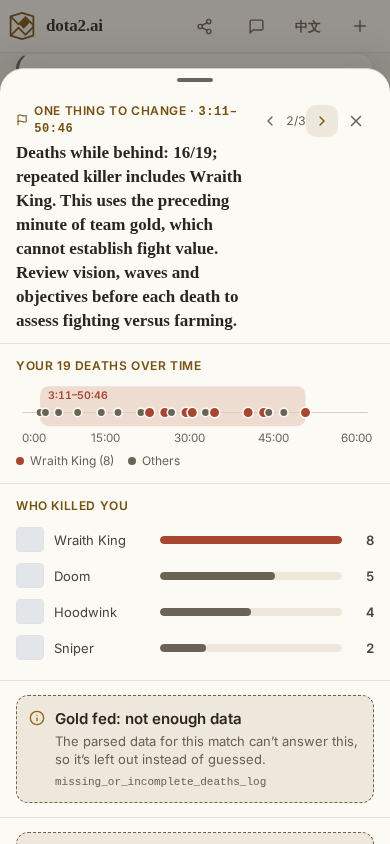 dota2.ai
中文
ONE THING TO CHANGE · 3:11–
50:46
2/3
Deaths while behind: 16/19;
repeated killer includes Wraith
King. This uses the preceding
minute of team gold, which
cannot establish fight value.
Review vision, waves and
objectives before each death to
assess fighting versus farming.
YOUR 19 DEATHS OVER TIME
3:11–50:46
0:00 15:00 30:00 45:00 60:00
Wraith King (8) Others
WHO KILLED YOU
Wraith King 8
Doom 5
Hoodwink 4
Sniper 2
Gold fed: not enough data
The parsed data for this match can’t answer this,
so it’s left out instead of guessed.
missing_or_incomplete_deaths_log